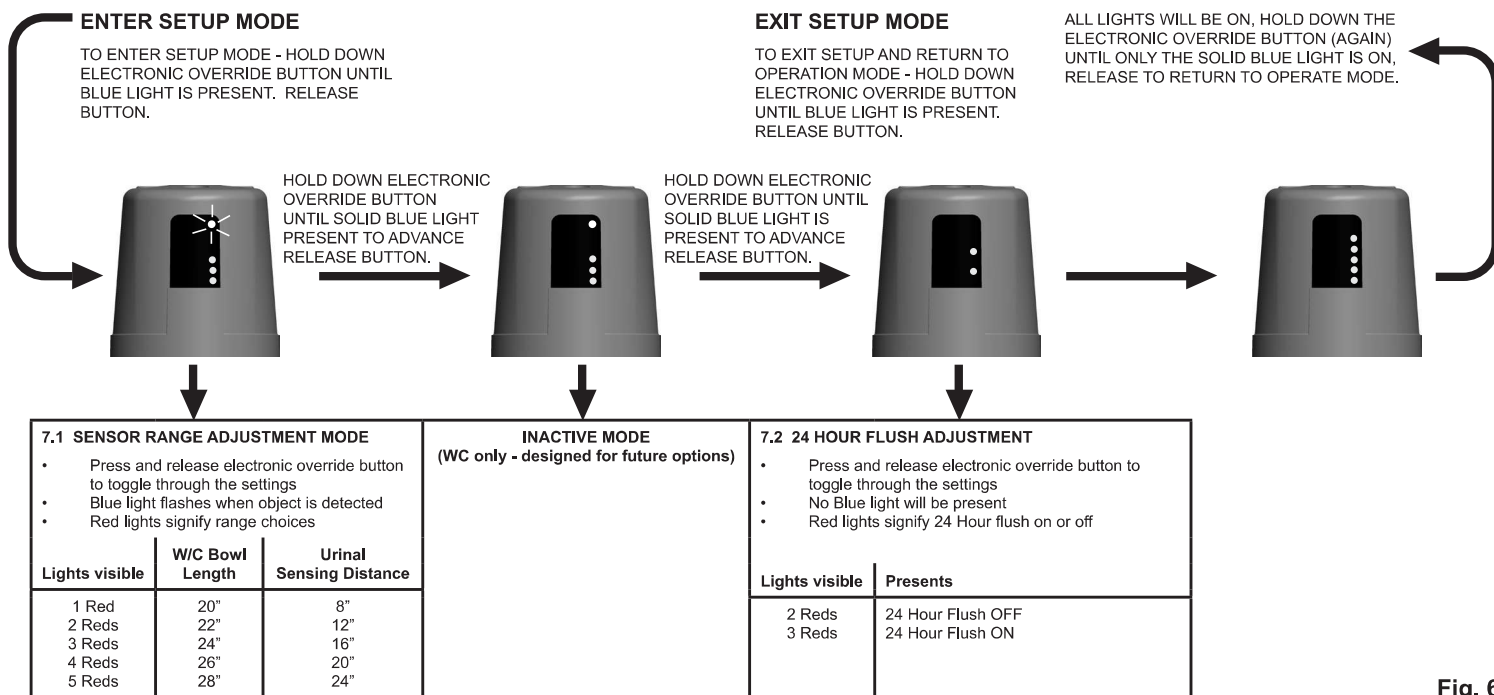 ENTER SETUP MODE
TO ENTER SETUP MODE - HOLD DOWN
ELECTRONIC OVERRIDE BUTTON UNTIL
BLUE LIGHT IS PRESENT.  RELEASE
BUTTON.
EXIT SETUP MODE
TO EXIT SETUP AND RETURN TO
OPERATION MODE - HOLD DOWN
ELECTRONIC OVERRIDE BUTTON
UNTIL BLUE LIGHT IS PRESENT.
RELEASE BUTTON.
ALL LIGHTS WILL BE ON, HOLD DOWN THE
ELECTRONIC OVERRIDE BUTTON (AGAIN)
UNTIL ONLY THE SOLID BLUE LIGHT IS ON,
RELEASE TO RETURN TO OPERATE MODE.
HOLD DOWN ELECTRONIC
OVERRIDE BUTTON
UNTIL SOLID BLUE LIGHT
PRESENT TO ADVANCE
RELEASE BUTTON.
HOLD DOWN ELECTRONIC
OVERRIDE BUTTON UNTIL
SOLID BLUE LIGHT IS
PRESENT TO ADVANCE
RELEASE BUTTON.
7.1 SENSOR RANGE ADJUSTMENT MODE
• Press and release electronic override button
to toggle through the settings
• Blue light flashes when object is detected
• Red lights signify range choices
Lights visible W/C Bowl Length Urinal Sensing Distance
1 Red 20” 8”
2 Reds 22” 12”
3 Reds 24” 16”
4 Reds 26” 20”
5 Reds 28” 24”
INACTIVE MODE
(WC only - designed for future options)
7.2 24 HOUR FLUSH ADJUSTMENT
• Press and release electronic override button to
toggle through the settings
• No Blue light will be present
• Red lights signify 24 Hour flush on or off
Lights visible Presents
2 Reds 24 Hour Flush OFF
3 Reds 24 Hour Flush ON
Fig. 6